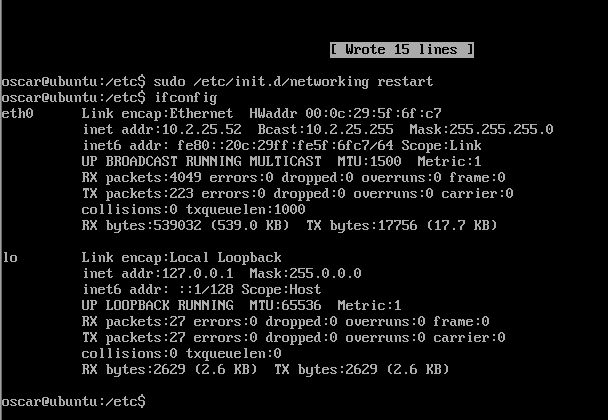 [ Wrote 15 lines ]
oscar@ubuntu:/etc$ sudo /etc/init.d/networking restart
oscar@ubuntu:/etc$ ifconfig
eth0      Link encap:Ethernet  HWaddr 00:0c:29:5f:6f:c7
          inet addr:10.2.25.52  Bcast:10.2.25.255  Mask:255.255.255.0
          inet6 addr: fe80::20c:29ff:fe5f:6fc7/64 Scope:Link
          UP BROADCAST RUNNING MULTICAST  MTU:1500  Metric:1
          RX packets:4049 errors:0 dropped:0 overruns:0 frame:0
          TX packets:223 errors:0 dropped:0 overruns:0 carrier:0
          collisions:0 txqueuelen:1000
          RX bytes:539032 (539.0 KB)  TX bytes:17756 (17.7 KB)
lo        Link encap:Local Loopback
          inet addr:127.0.0.1  Mask:255.0.0.0
          inet6 addr: ::1/128 Scope:Host
          UP LOOPBACK RUNNING  MTU:65536  Metric:1
          RX packets:27 errors:0 dropped:0 overruns:0 frame:0
          TX packets:27 errors:0 dropped:0 overruns:0 carrier:0
          collisions:0 txqueuelen:0
          RX bytes:2629 (2.6 KB)  TX bytes:2629 (2.6 KB)
oscar@ubuntu:/etc$